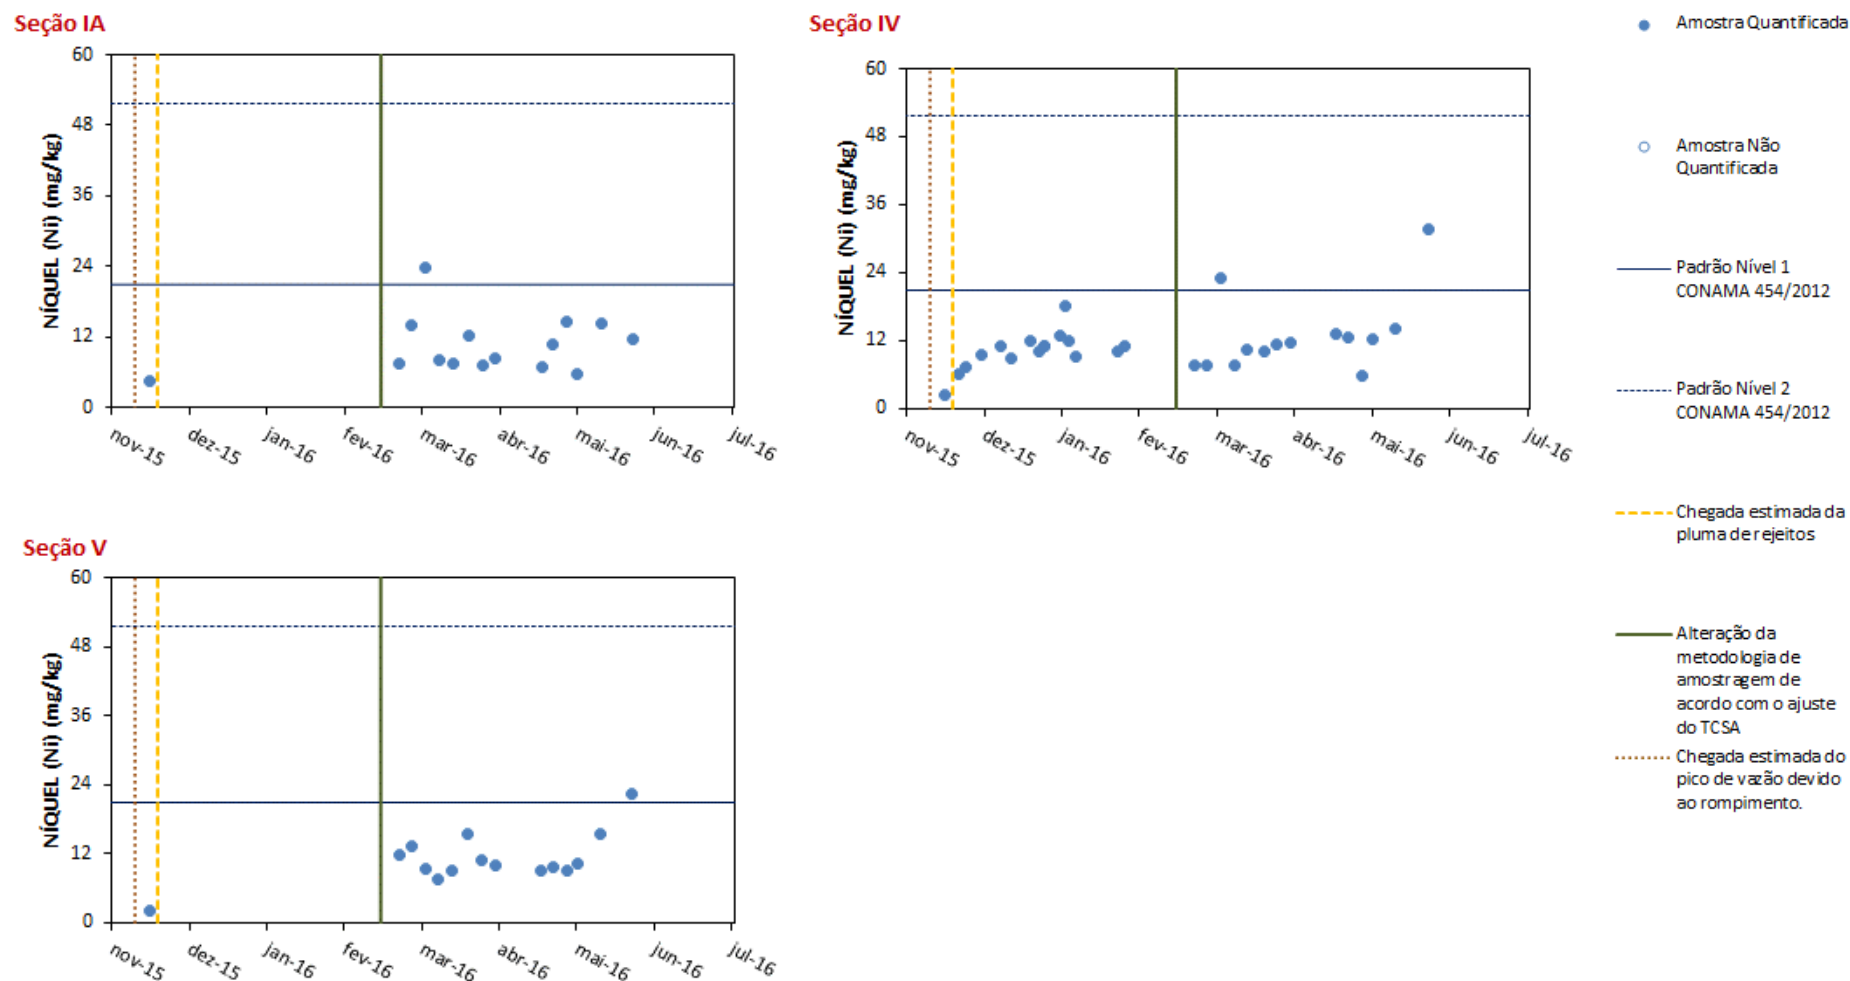 Seção IA
NÍQUEL (Ni) (mg/kg)
60
48
36
24
12
0
nov-15
dez-15
jan-16
fev-16
mar-16
abr-16
mai-16
jun-16
jul-16
Seção IV
NÍQUEL (Ni) (mg/kg)
60
48
36
24
12
0
nov-15
dez-15
jan-16
fev-16
mar-16
abr-16
mai-16
jun-16
jul-16
Seção V
NÍQUEL (Ni) (mg/kg)
60
48
36
24
12
0
nov-15
dez-15
jan-16
fev-16
mar-16
abr-16
mai-16
jun-16
jul-16
Amostra Quantificada
Amostra Não
Quantificada
Padrão Nível 1
CONAMA 454/2012
Padrão Nível 2
CONAMA 454/2012
Chegada estimada da
pluma de rejeitos
Alteração da
metodologia de
amostragem de
acordo com o ajuste
do TCSA
Chegada estimada do
pico de vazão devido
ao rompimento.